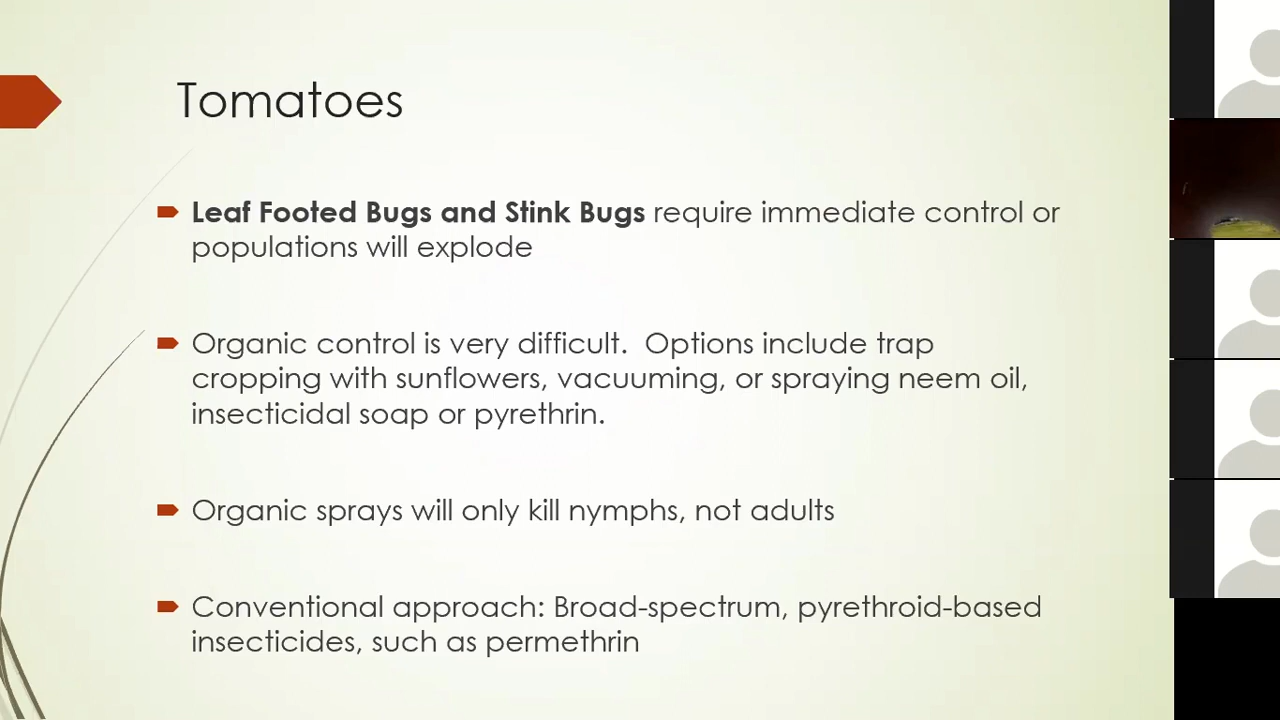 Tomatoes
Leaf Footed Bugs and Stink Bugs require immediate control or
populations will explode
Organic control is very difficult.  Options include trap
cropping with sunflowers, vacuuming, or spraying neem oil,
insecticidal soap or pyrethrin.
Organic sprays will only kill nymphs, not adults
Conventional approach: Broad-spectrum, pyrethroid-based
insecticides, such as permethrin